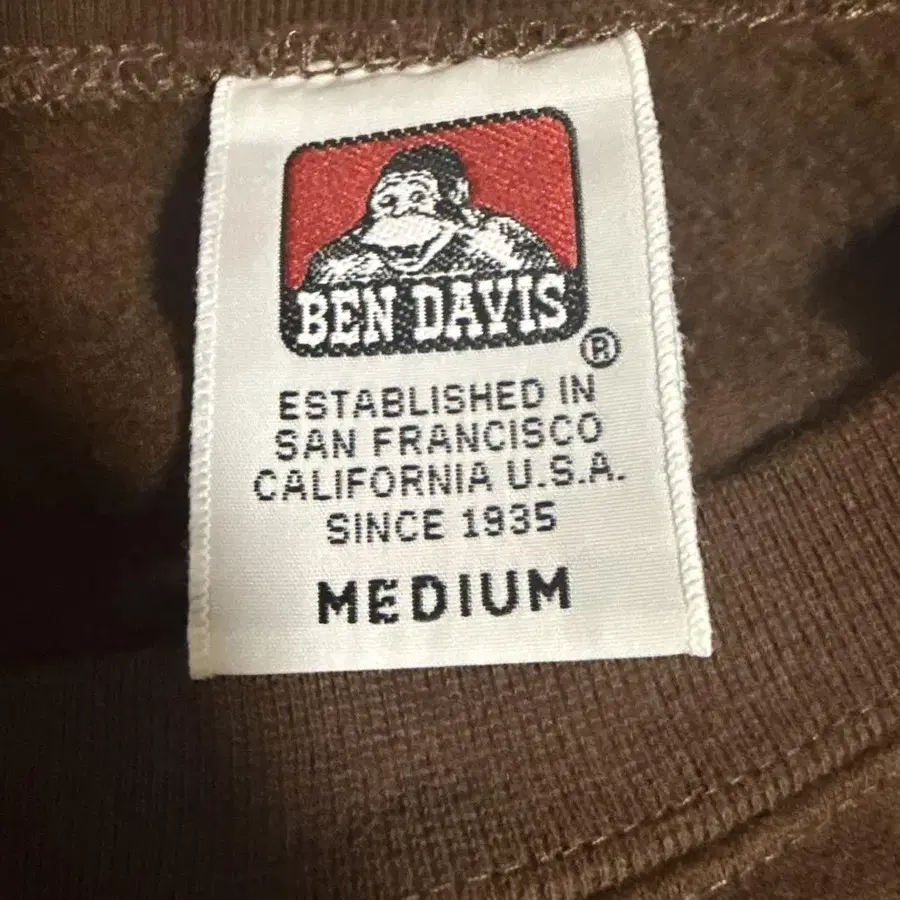 BEN DAVIS
®
ESTABLISHED IN
SAN FRANCISCO
CALIFORNIA U.S.A.
SINCE 1935
MEDIUM